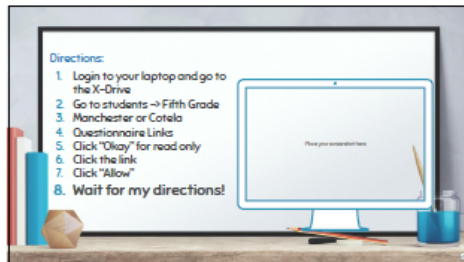 Directions:
1. Login to your laptop and go to
the X-Drive
2. Go to students -> Fifth Grade
3. Manchester or Cotela
4. Questionnaire Links
5. Click "Okay" for read only
6. Click the link
7. Click "Allow"
8. Wait for my directions!
Place your screenshot here